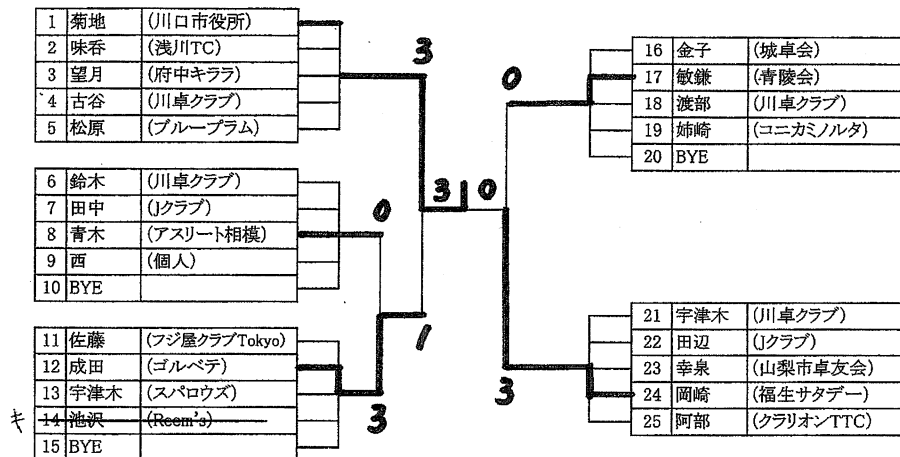 1 菊地 (川口市役所)
2 味呑 (浅川TC)
3 望月 (府中キララ)
4 古谷 (川卓クラブ)
5 松原 (ブループラム)
6 鈴木 (川卓クラブ)
7 田中 (Jクラブ)
8 青木 (アスリート相模)
9 西 (個人)
10 BYE
11 佐藤 (フジ屋クラブTokyo)
12 成田 (ゴルベテ)
13 宇津木 (スパロウズ)
キ 14 池沢 (Reem's)
15 BYE
3
0
3 0
0
1
3
3
16 金子 (城卓会)
17 敏鎌 (青陵会)
18 渡部 (川卓クラブ)
19 姉崎 (コニカミノルタ)
20 BYE
21 宇津木 (川卓クラブ)
22 田辺 (Jクラブ)
23 幸泉 (山梨市卓友会)
24 岡崎 (福生サタデー)
25 阿部 (クラリオンTTC)